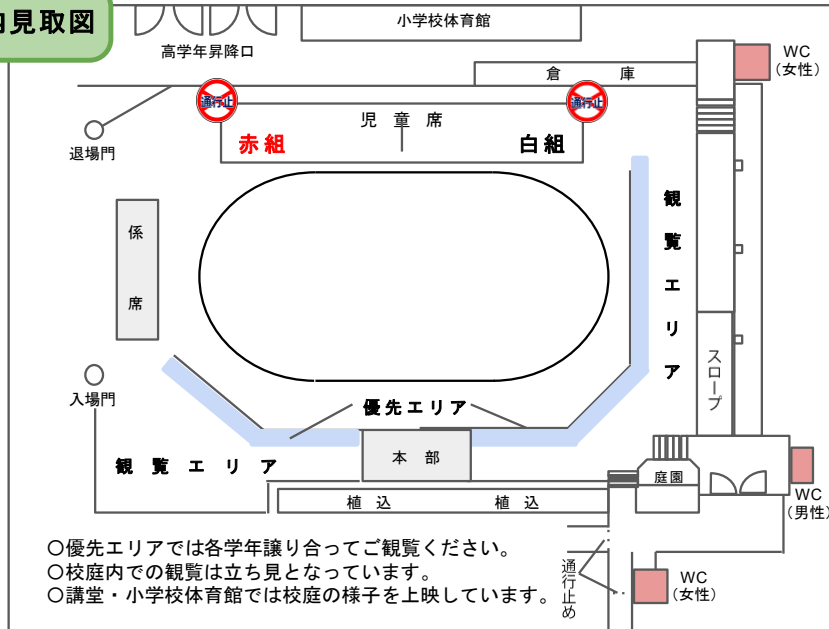 内見取図
小学校体育館
高学年昇降口
WC
(女性)
倉庫
通行止
通行止
児童席
赤組
白組
退場門
観覧エリア
係席
スロープ
入場門
優先エリア
観覧エリア
本部
庭園
植込
植込
WC
(男性)
○優先エリアでは各学年譲り合ってご観覧ください。
○校庭内での観覧は立ち見となっています。
○講堂・小学校体育館では校庭の様子を上映しています。
通行止め
WC
(女性)